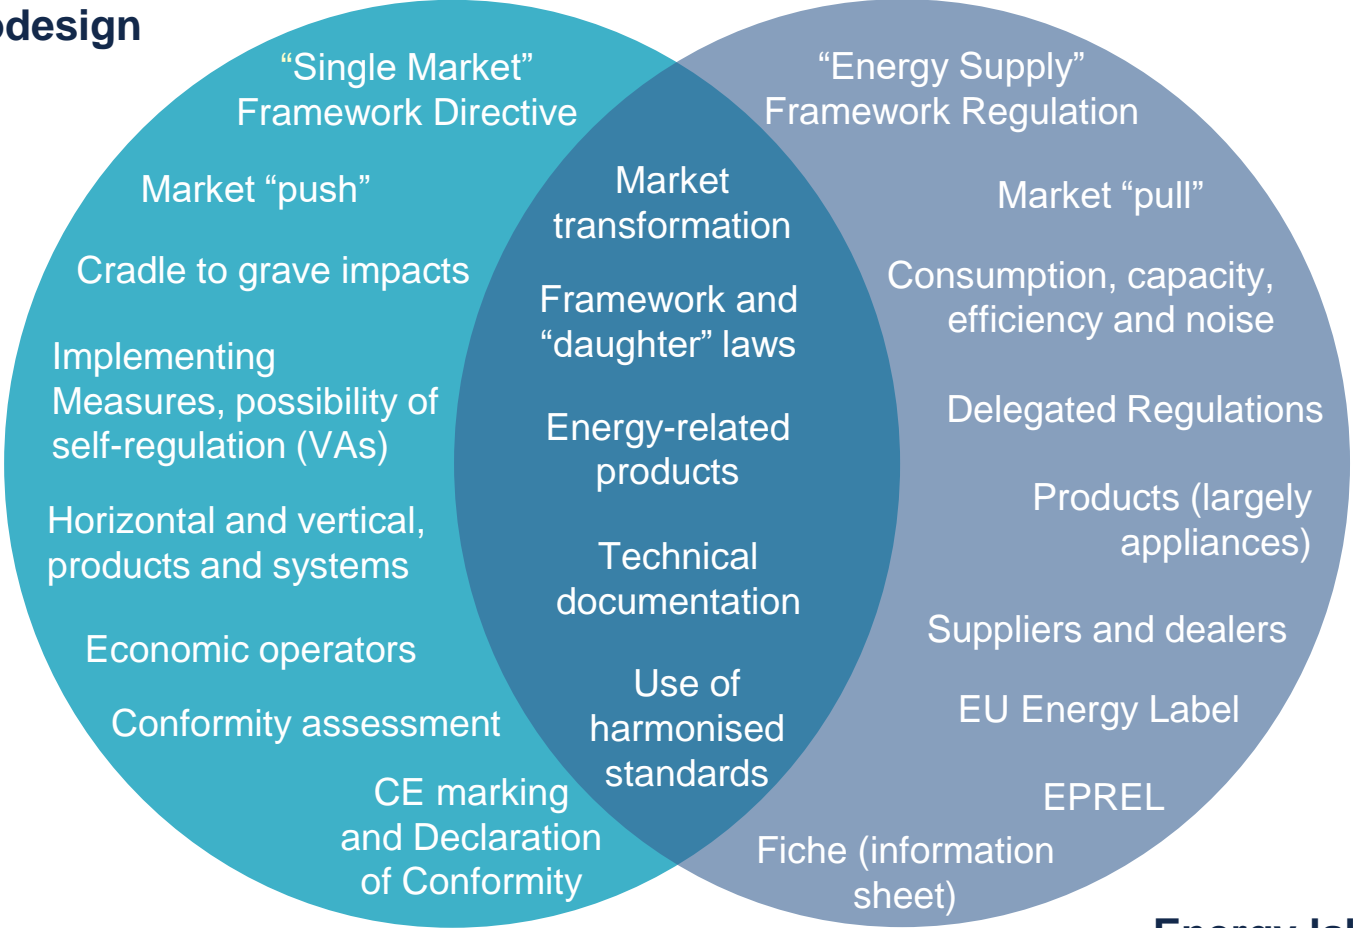 odesign
“Single Market”
Framework Directive
Market “push”
Cradle to grave impacts
Implementing
Measures, possibility of
self-regulation (VAs)
Horizontal and vertical,
products and systems
Economic operators
Conformity assessment
CE marking
and Declaration
of Conformity
Market
transformation
Framework and
“daughter” laws
Energy-related
products
Technical
documentation
Use of
harmonised
standards
“Energy Supply”
Framework Regulation
Market “pull”
Consumption, capacity,
efficiency and noise
Delegated Regulations
Products (largely
appliances)
Suppliers and dealers
EU Energy Label
EPREL
Fiche (information
sheet)
Energy lab